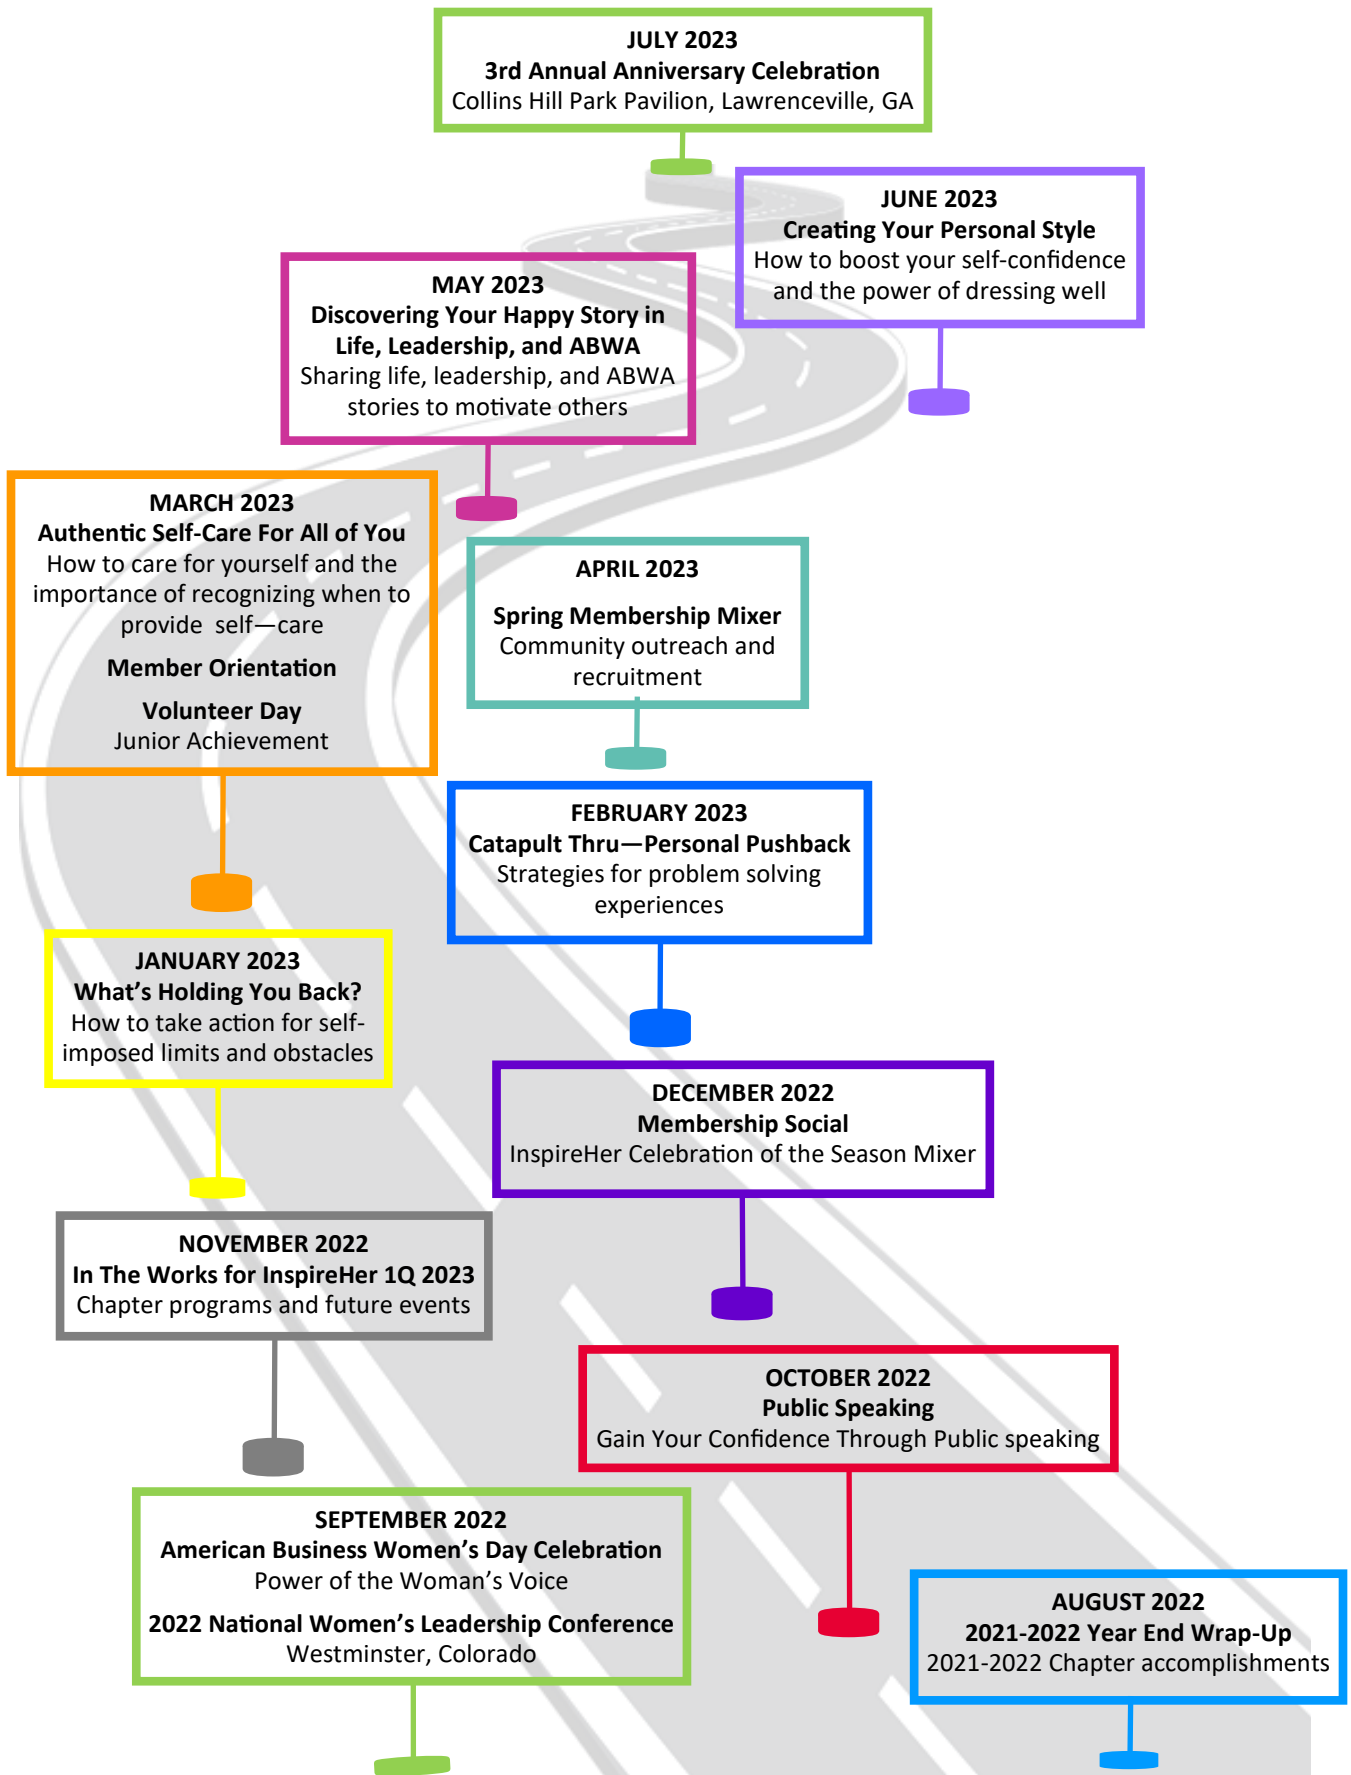 JULY 2023
3rd Annual Anniversary Celebration
Collins Hill Park Pavilion, Lawrenceville, GA
JUNE 2023
Creating Your Personal Style
How to boost your self-confidence
and the power of dressing well
MAY 2023
Discovering Your Happy Story in
Life, Leadership, and ABWA
Sharing life, leadership, and ABWA
stories to motivate others
MARCH 2023
Authentic Self-Care For All of You
How to care for yourself and the
importance of recognizing when to
provide  self—care
Member Orientation
Volunteer Day
Junior Achievement
APRIL 2023
Spring Membership Mixer
Community outreach and
recruitment
FEBRUARY 2023
Catapult Thru—Personal Pushback
Strategies for problem solving
experiences
JANUARY 2023
What’s Holding You Back?
How to take action for self-
imposed limits and obstacles
DECEMBER 2022
Membership Social
InspireHer Celebration of the Season Mixer
NOVEMBER 2022
In The Works for InspireHer 1Q 2023
Chapter programs and future events
OCTOBER 2022
Public Speaking
Gain Your Confidence Through Public speaking
SEPTEMBER 2022
American Business Women’s Day Celebration
Power of the Woman’s Voice
2022 National Women’s Leadership Conference
Westminster, Colorado
AUGUST 2022
2021-2022 Year End Wrap-Up
2021-2022 Chapter accomplishments